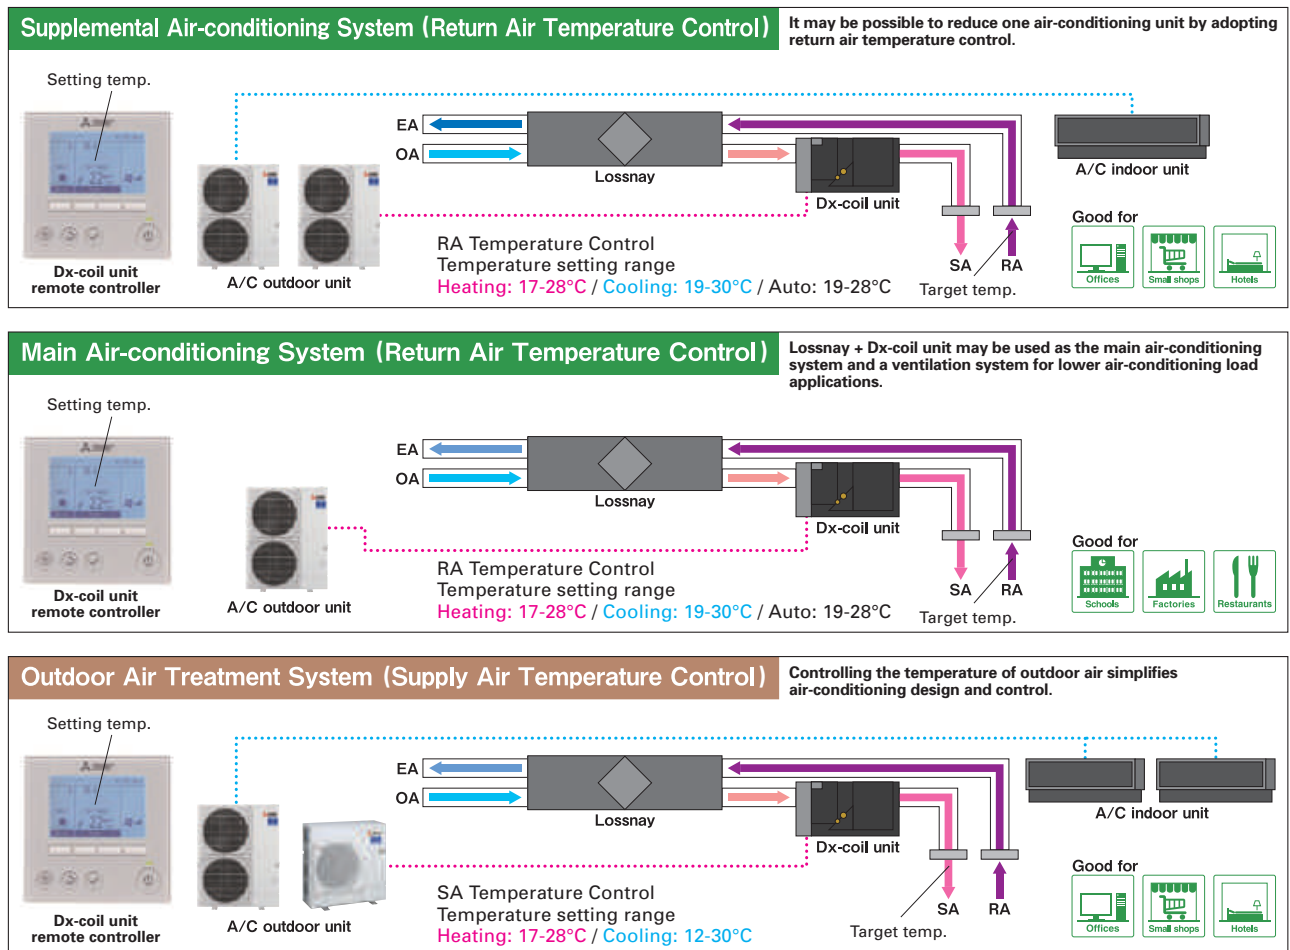 Supplemental Air-conditioning System (Return Air Temperature Control)
It may be possible to reduce one air-conditioning unit by adopting
return air temperature control.
Setting temp.
EA
OA
Lossnay
Dx-coil unit
A/C indoor unit
Good for
Offices
Small shops
Hotels
RA Temperature Control
Temperature setting range
Heating: 17-28°C / Cooling: 19-30°C / Auto: 19-28°C
SA
RA
Target temp.
Dx-coil unit
remote controller
A/C outdoor unit
Main Air-conditioning System (Return Air Temperature Control)
Lossnay + Dx-coil unit may be used as the main air-conditioning
system and a ventilation system for lower air-conditioning load
applications.
Setting temp.
EA
OA
Lossnay
Dx-coil unit
Good for
Schools
Factories
Restaurants
RA Temperature Control
Temperature setting range
Heating: 17-28°C / Cooling: 19-30°C / Auto: 19-28°C
SA
RA
Target temp.
Dx-coil unit
remote controller
A/C outdoor unit
Outdoor Air Treatment System (Supply Air Temperature Control)
Controlling the temperature of outdoor air simplifies
air-conditioning design and control.
Setting temp.
EA
OA
Lossnay
Dx-coil unit
A/C indoor unit
Good for
Offices
Small shops
Hotels
SA Temperature Control
Temperature setting range
Heating: 17-28°C / Cooling: 12-30°C
SA
RA
Target temp.
Dx-coil unit
remote controller
A/C outdoor unit